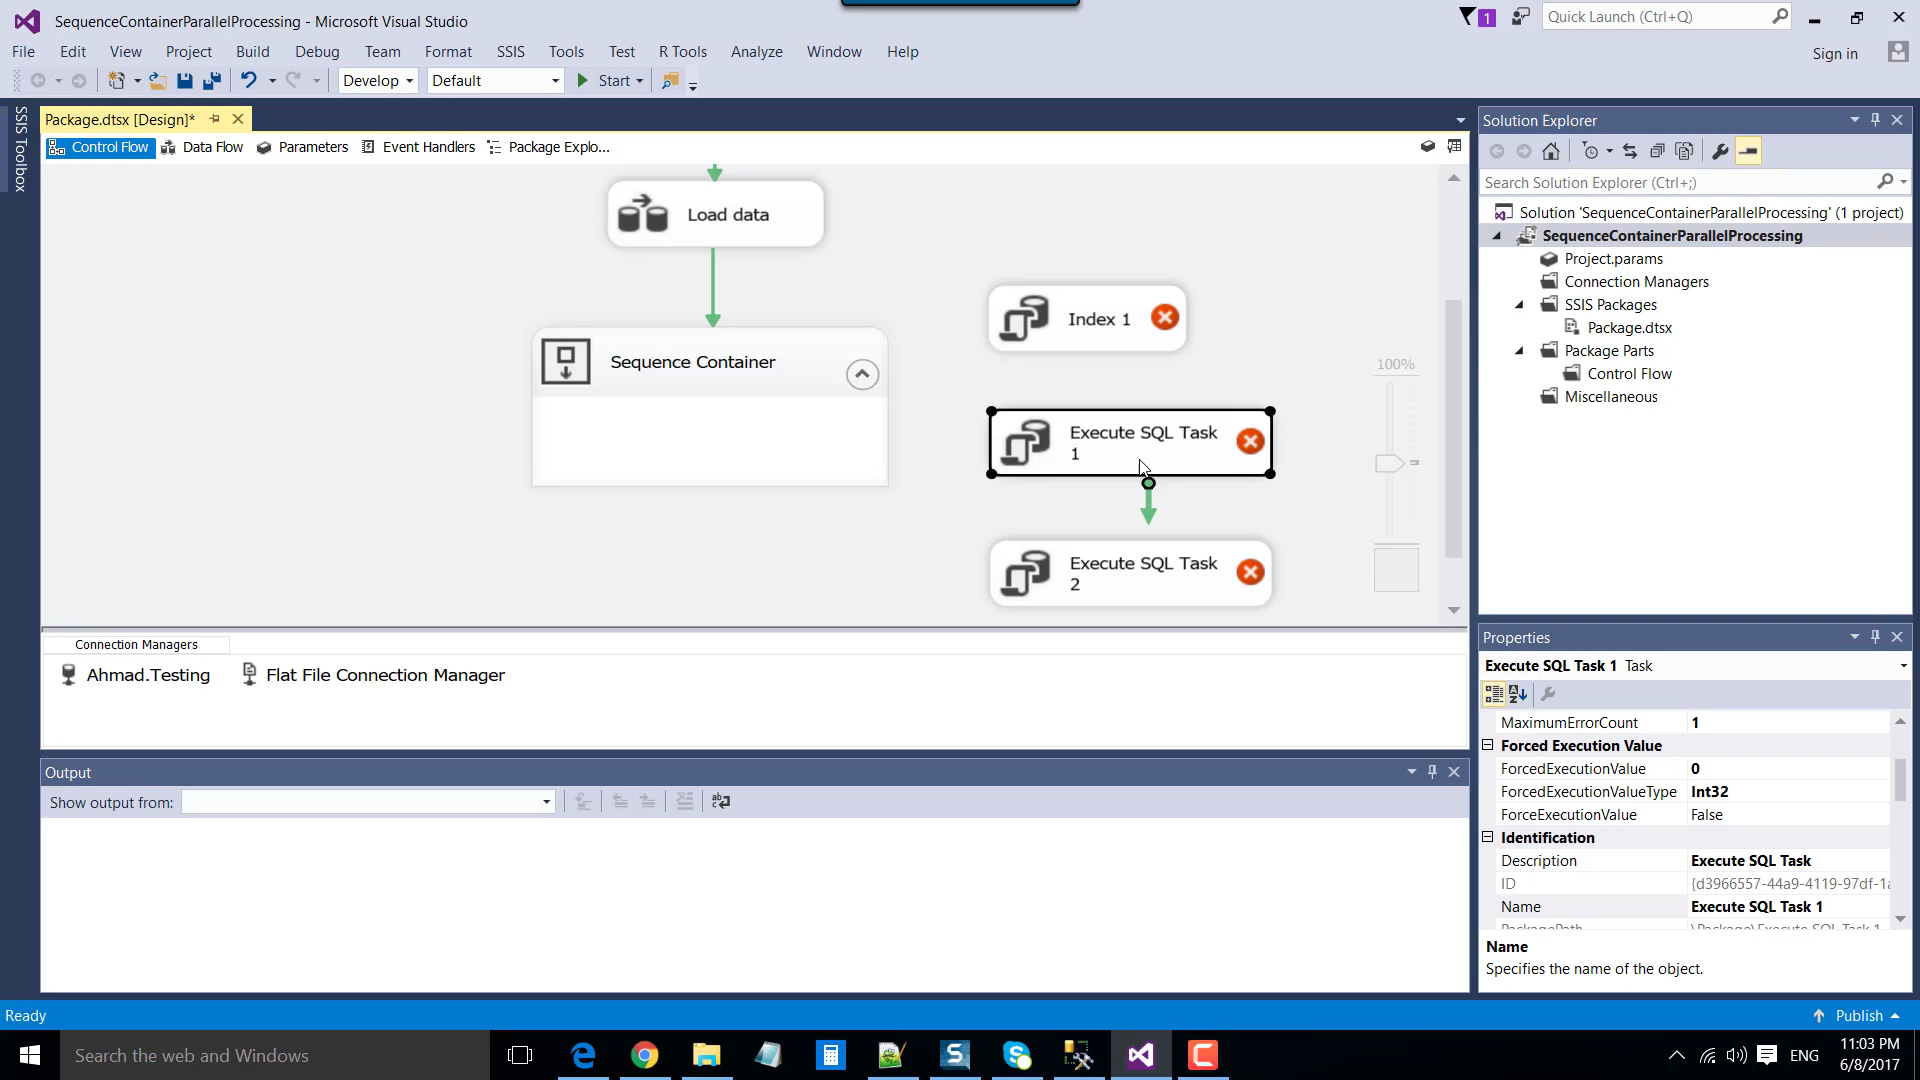 SequenceContainerParallelProcessing - Microsoft Visual Studio
1
Quick Launch (Ctrl+Q)
File Edit View Project Build Debug Team Format SSIS Tools Test R Tools Analyze Window Help
Sign in
Develop Default Start
SSIS Toolbox
Package.dtsx [Design]*
Control Flow Data Flow Parameters Event Handlers Package Explo...
Load data
Sequence Container
Index 1
Execute SQL Task
1
Execute SQL Task
2
100%
Connection Managers
Ahmad.Testing Flat File Connection Manager
Output
Show output from:
Solution Explorer
Search Solution Explorer (Ctrl+;)
Solution 'SequenceContainerParallelProcessing' (1 project)
SequenceContainerParallelProcessing
Project.params
Connection Managers
SSIS Packages
Package.dtsx
Package Parts
Control Flow
Miscellaneous
Properties
Execute SQL Task 1 Task
MaximumErrorCount 1
Forced Execution Value
ForcedExecutionValue 0
ForcedExecutionValueType Int32
ForceExecutionValue False
Identification
Description Execute SQL Task
ID {d3966557-44a9-4119-97df-1a
Name Execute SQL Task 1
PackagePath \Package\Execute SQL Task 1
Name
Specifies the name of the object.
Ready
Publish
Search the web and Windows
ENG
11:03 PM
6/8/2017